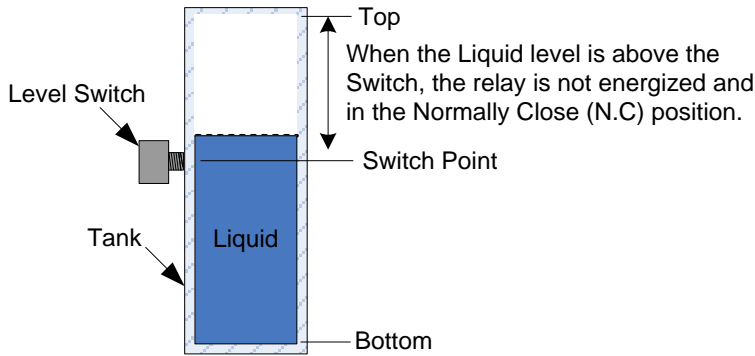 Top
When the Liquid level is above the
Switch, the relay is not energized and
in the Normally Close (N.C) position.
Level Switch
Switch Point
Tank
Liquid
Bottom